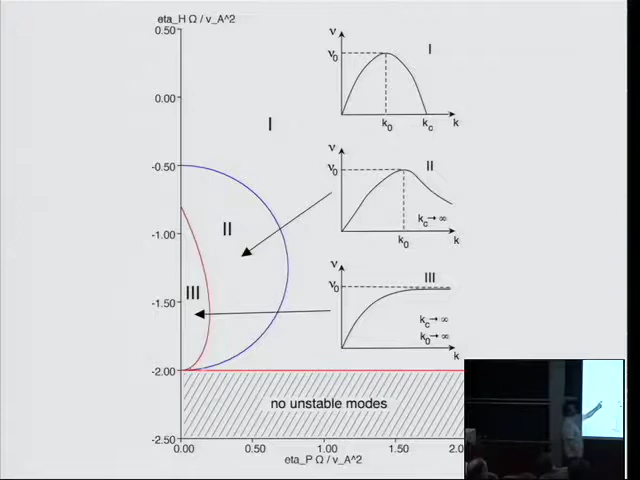 eta_H Ω / v_A^2
0.50
0.00
-0.50
-1.00
-1.50
-2.00
-2.50
I
II
III
ν
ν0
I
k0
kc
k
ν
ν0
II
kc→ ∞
k0
k
ν
ν0
III
kc→ ∞
k0→ ∞
k
no unstable modes
0.00
0.50
1.00
1.50
2.0
eta_P Ω / v_A^2